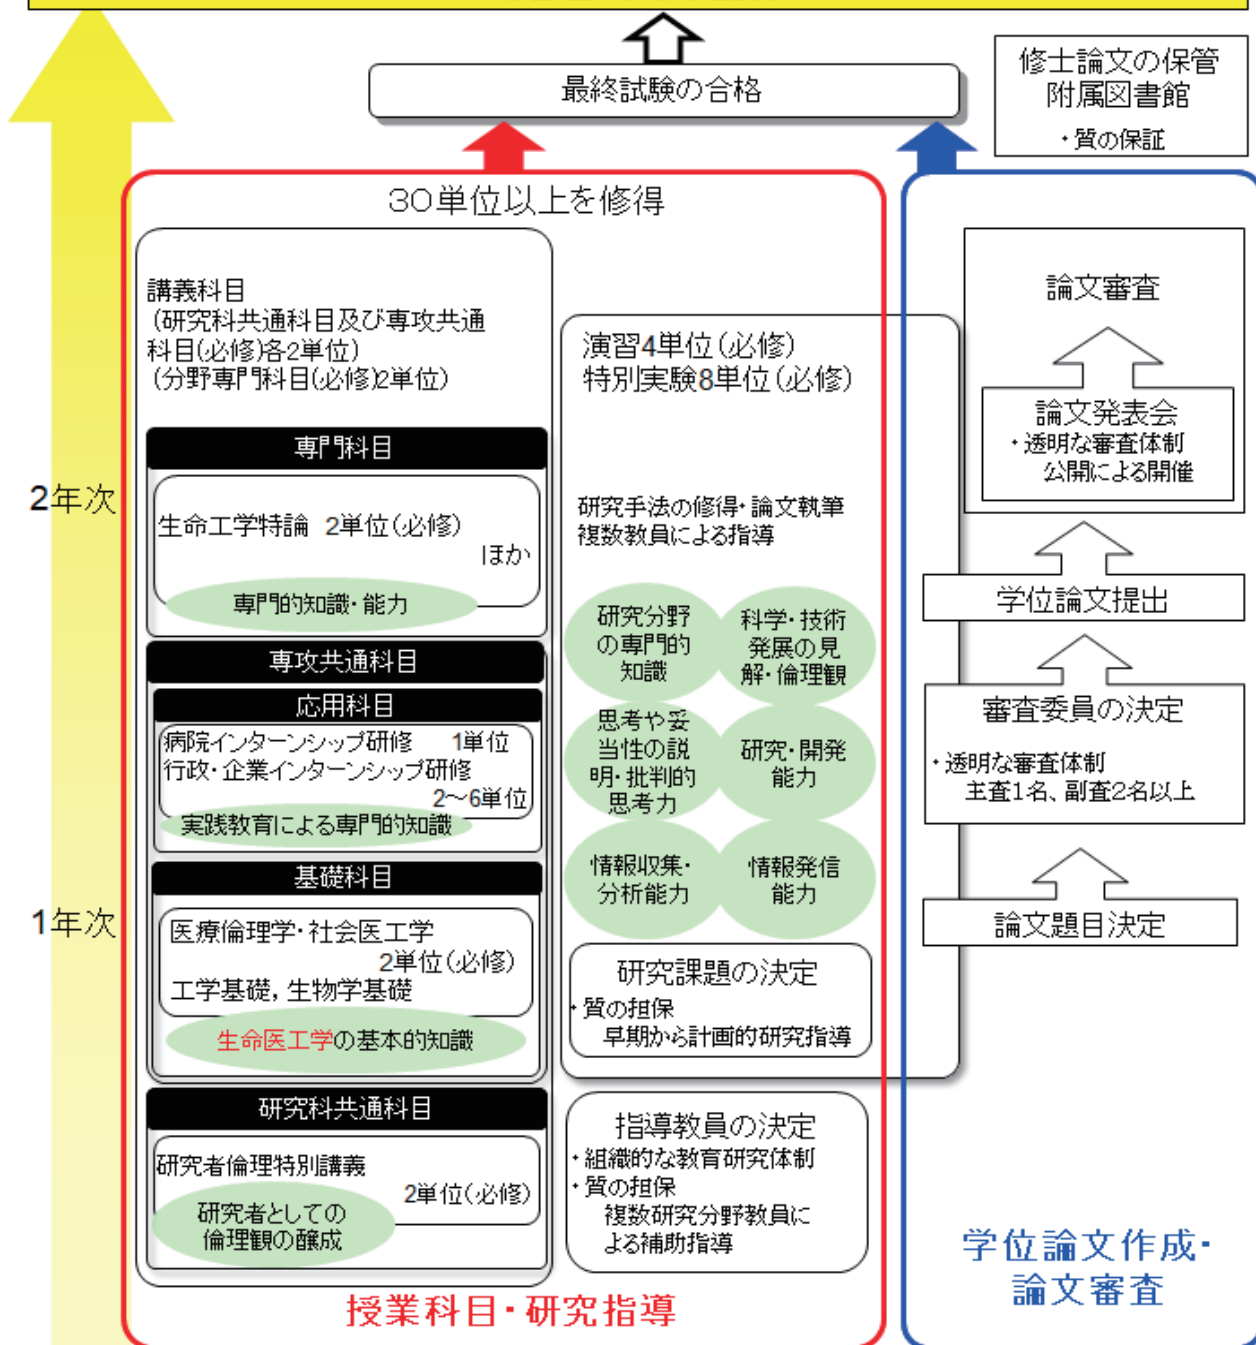 最終試験の合格
修士論文の保管
附属図書館
・質の保証
30単位以上を修得
講義科目
(研究科共通科目及び専攻共通
科目(必修)各2単位)
(分野専門科目(必修)2単位)
専門科目
生命工学特論 2単位(必修)
ほか
専門的知識・能力
専攻共通科目
応用科目
病院インターンシップ研修 1単位
行政・企業インターンシップ研修
2～6単位
実践教育による専門的知識
基礎科目
医療倫理学・社会医工学
2単位(必修)
工学基礎，生物学基礎
生命医工学の基本的知識
研究科共通科目
研究者倫理特別講義
2単位(必修)
研究者としての
倫理観の醸成
2年次
1年次
演習4単位(必修)
特別実験8単位(必修)
研究手法の修得・論文執筆
複数教員による指導
研究分野
の専門的
知識
科学・技術
発展の見
解・倫理観
思考や妥
当性の説
明・批判的
思考力
研究・開発
能力
情報収集・
分析能力
情報発信
能力
研究課題の決定
・質の担保
早期から計画的研究指導
指導教員の決定
・組織的な教育研究体制
・質の担保
複数研究分野教員に
よる補助指導
授業科目・研究指導
論文審査
論文発表会
・透明な審査体制
公開による開催
学位論文提出
審査委員の決定
・透明な審査体制
主査1名、副査2名以上
論文題目決定
学位論文作成・
論文審査